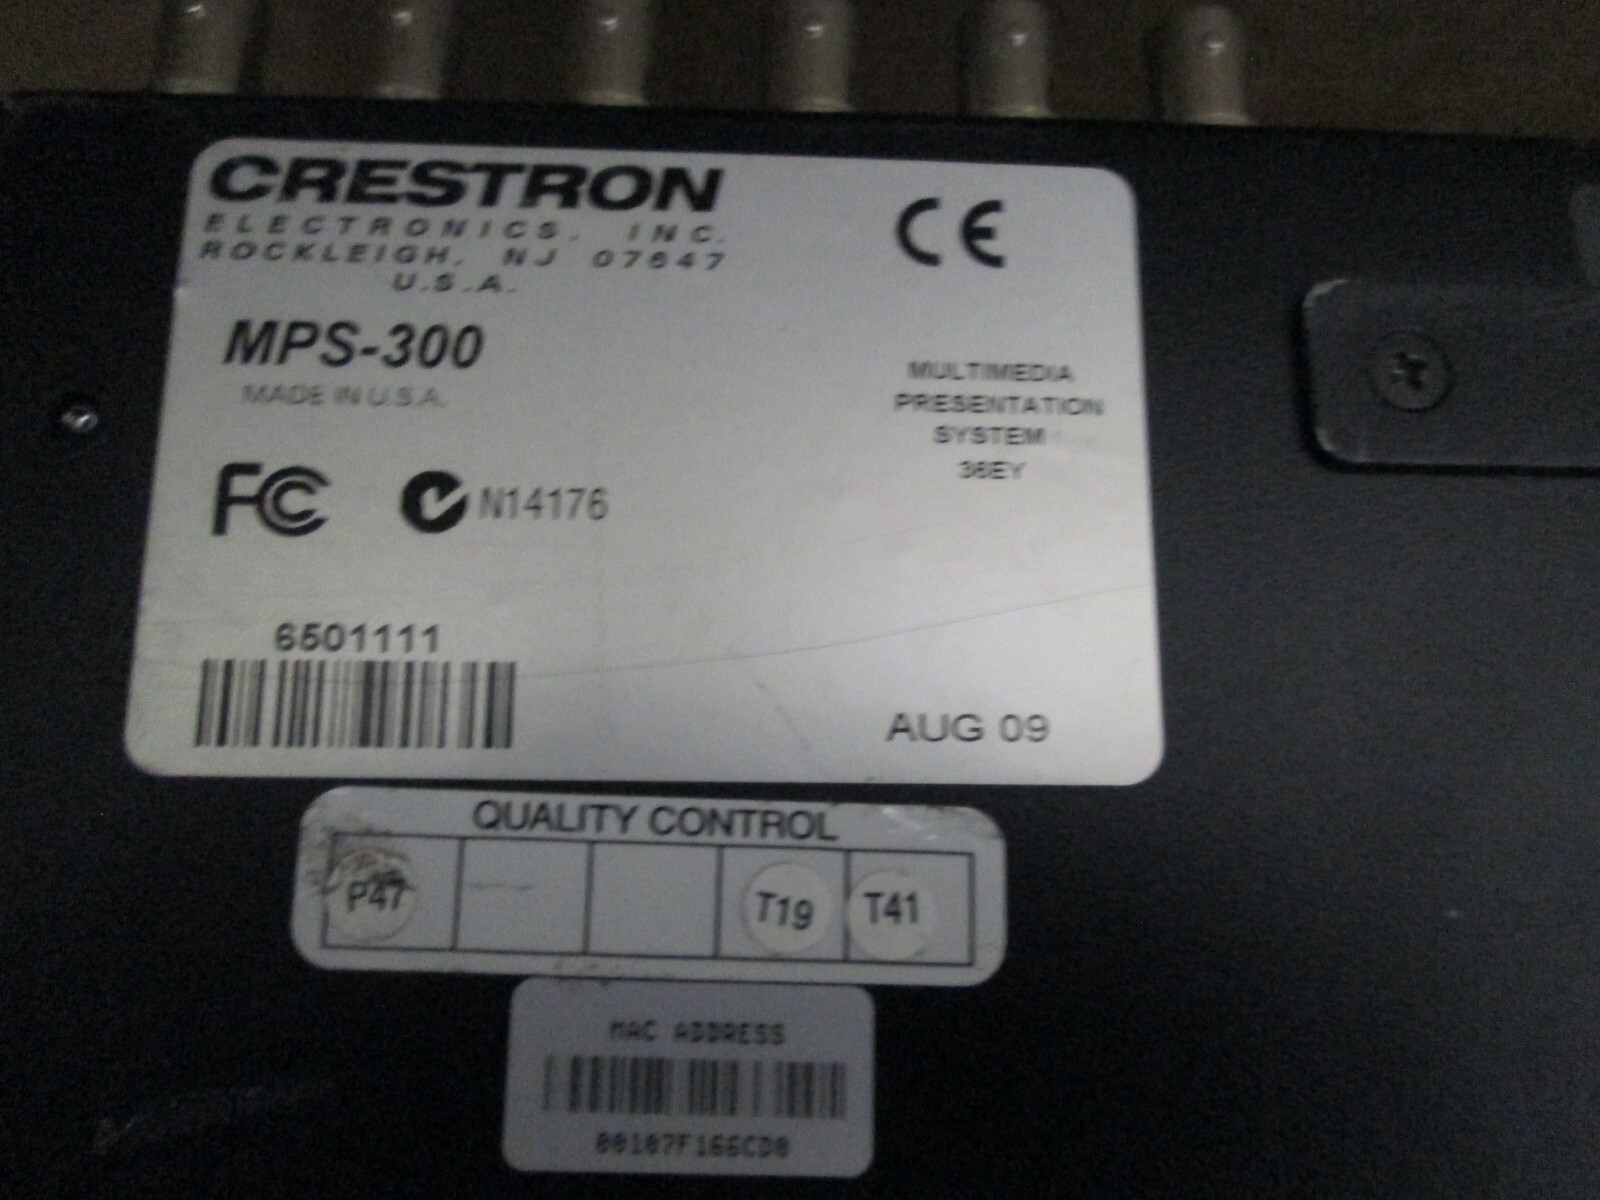 CRESTRON
ELECTRONICS, INC.
ROCKLEIGH, NJ 07647
U.S.A.
CE
MPS-300
MADE IN U.S.A.
MULTIMEDIA
PRESENTATION
SYSTEM
36EY
FC
N14176
6501111
AUG 09
QUALITY CONTROL
P47
T19
T41
MAC ADDRESS
00107F166CD0